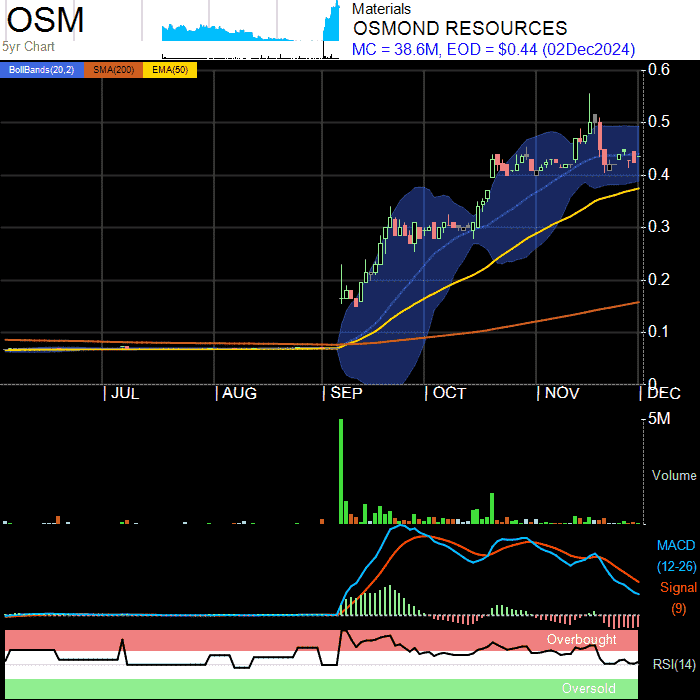 OSM
5yr Chart
Materials
OSMOND RESOURCES
MC = 38.6M, EOD = $0.44 (02Dec2024)
BollBands(20,2) SMA(200) EMA(50)
0.6
0.5
0.4
0.3
0.2
0.1
0
JUL AUG SEP OCT NOV DEC
5M
Volume
MACD
(12-26)
Signal
(9)
Overbought
RSI(14)
Oversold